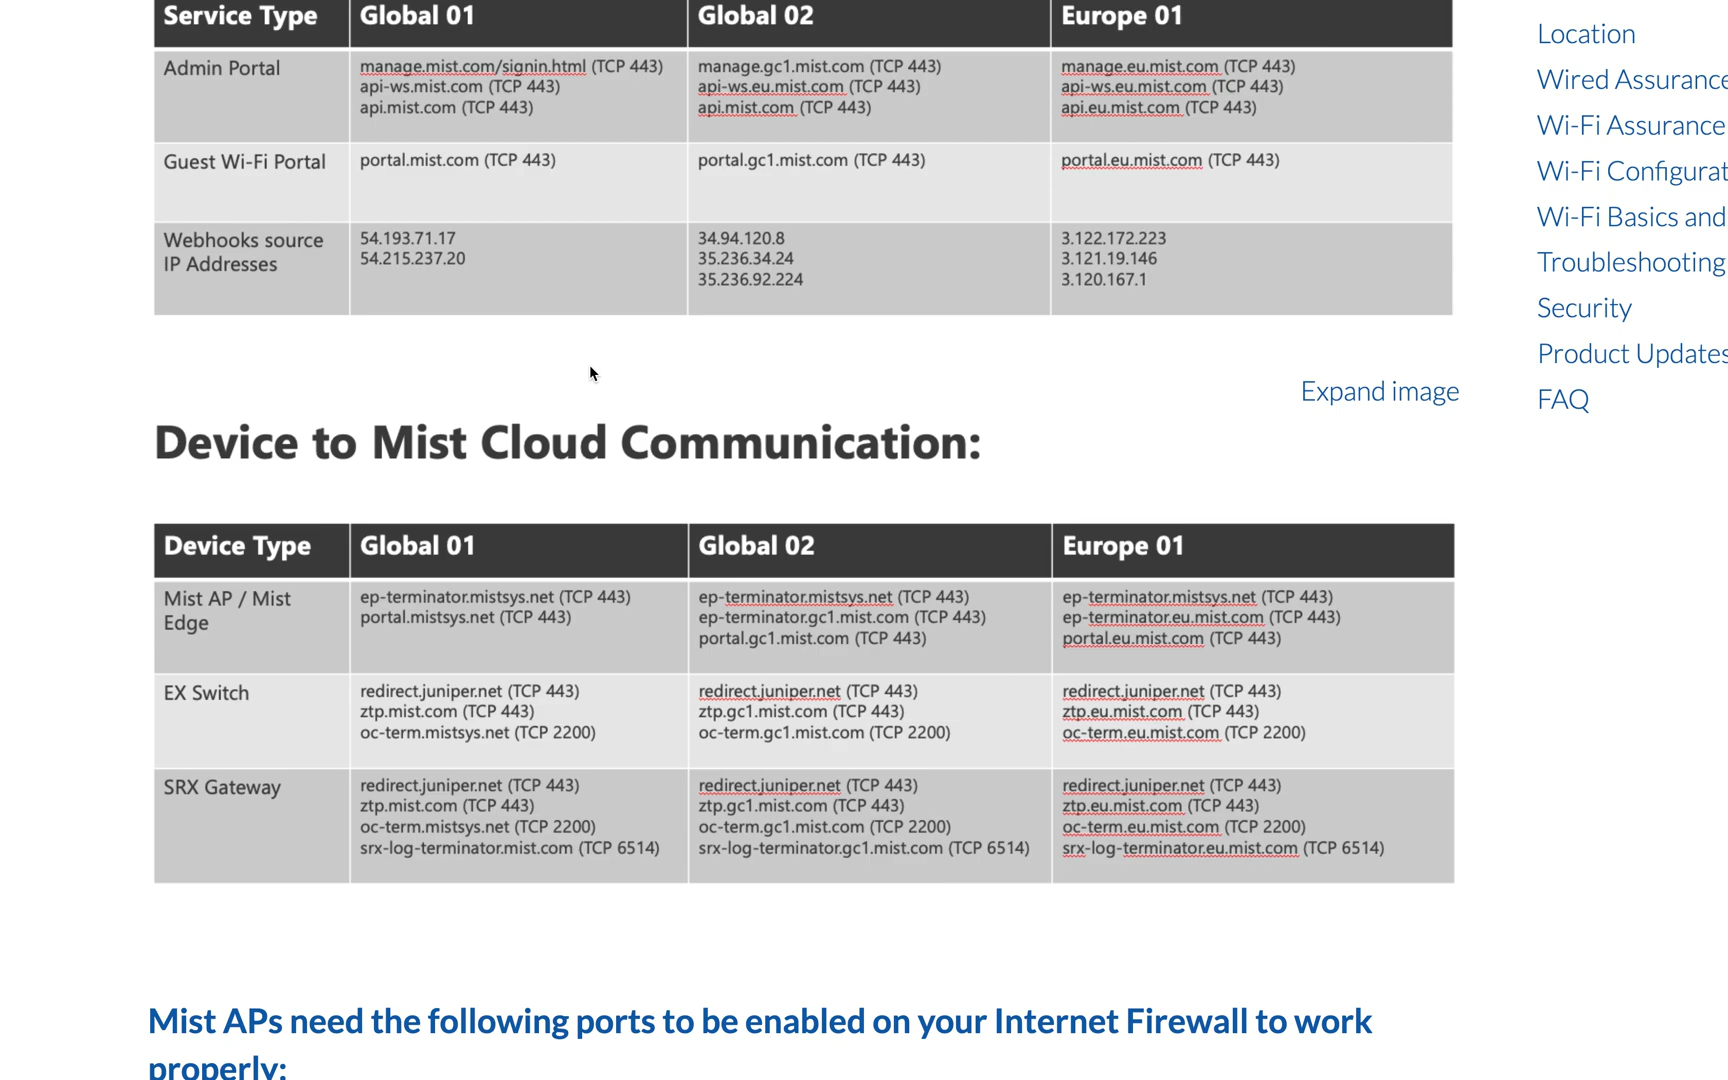 Service Type Global 01 Global 02 Europe 01
Admin Portal manage.mist.com/signin.html (TCP 443) manage.gc1.mist.com (TCP 443) manage.eu.mist.com (TCP 443)
api-ws.mist.com (TCP 443) api-ws.eu.mist.com (TCP 443) api-ws.eu.mist.com (TCP 443)
api.mist.com (TCP 443) api.mist.com (TCP 443) api.eu.mist.com (TCP 443)
Guest Wi-Fi Portal portal.mist.com (TCP 443) portal.gc1.mist.com (TCP 443) portal.eu.mist.com (TCP 443)
Webhooks source 54.193.71.17 34.94.120.8 3.122.172.223
IP Addresses 54.215.237.20 35.236.34.24 3.121.19.146
35.236.92.224 3.120.167.1
Expand image
Device to Mist Cloud Communication:
Device Type Global 01 Global 02 Europe 01
Mist AP / Mist ep-terminator.mistsys.net (TCP 443) ep-terminator.mistsys.net (TCP 443) ep-terminator.mistsys.net (TCP 443)
Edge portal.mistsys.net (TCP 443) ep-terminator.gc1.mist.com (TCP 443) ep-terminator.eu.mist.com (TCP 443)
portal.gc1.mist.com (TCP 443) portal.eu.mist.com (TCP 443)
EX Switch redirect.juniper.net (TCP 443) redirect.juniper.net (TCP 443) redirect.juniper.net (TCP 443)
ztp.mist.com (TCP 443) ztp.gc1.mist.com (TCP 443) ztp.eu.mist.com (TCP 443)
oc-term.mistsys.net (TCP 2200) oc-term.gc1.mist.com (TCP 2200) oc-term.eu.mist.com (TCP 2200)
SRX Gateway redirect.juniper.net (TCP 443) redirect.juniper.net (TCP 443) redirect.juniper.net (TCP 443)
ztp.mist.com (TCP 443) ztp.gc1.mist.com (TCP 443) ztp.eu.mist.com (TCP 443)
oc-term.mistsys.net (TCP 2200) oc-term.gc1.mist.com (TCP 2200) oc-term.eu.mist.com (TCP 2200)
srx-log-terminator.mist.com (TCP 6514) srx-log-terminator.gc1.mist.com (TCP 6514) srx-log-terminator.eu.mist.com (TCP 6514)
Mist APs need the following ports to be enabled on your Internet Firewall to work
properly:
Location
Wired Assurance
Wi-Fi Assurance
Wi-Fi Configurat
Wi-Fi Basics and
Troubleshooting
Security
Product Updates
FAQ